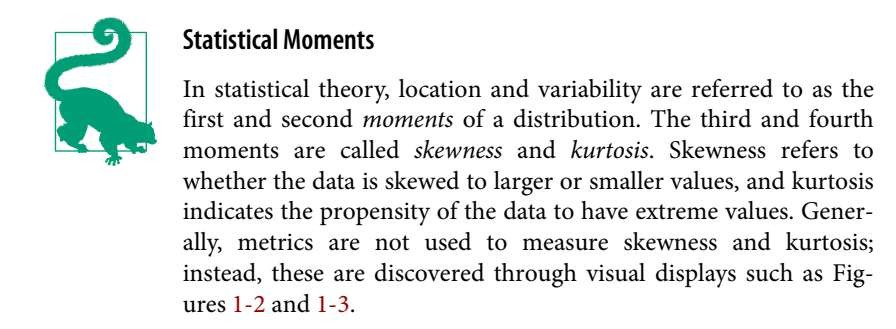 Statistical Moments
In statistical theory, location and variability are referred to as the
first and second moments of a distribution. The third and fourth
moments are called skewness and kurtosis. Skewness refers to
whether the data is skewed to larger or smaller values, and kurtosis
indicates the propensity of the data to have extreme values. Gener-
ally, metrics are not used to measure skewness and kurtosis;
instead, these are discovered through visual displays such as Fig-
ures 1-2 and 1-3.